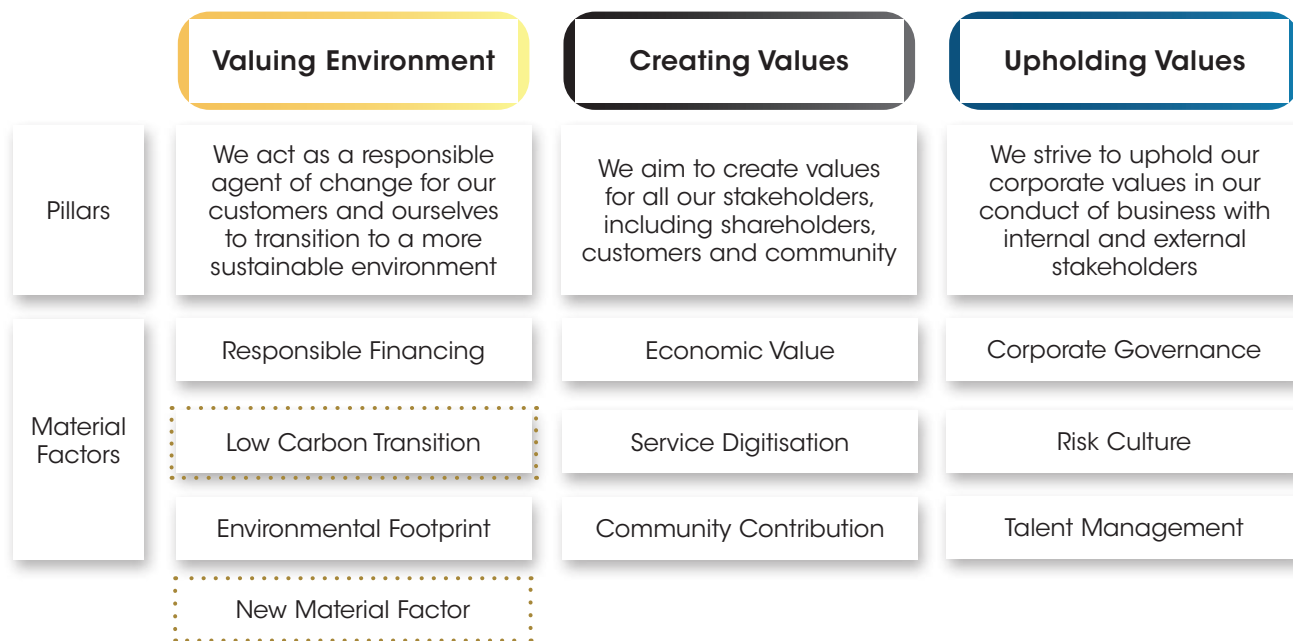 Valuing Environment
Creating Values
Upholding Values
Pillars
We act as a responsible
agent of change for our
customers and ourselves
to transition to a more
sustainable environment
We aim to create values
for all our stakeholders,
including shareholders,
customers and community
We strive to uphold our
corporate values in our
conduct of business with
internal and external
stakeholders
Material
Factors
Responsible Financing
Economic Value
Corporate Governance
Low Carbon Transition
Service Digitisation
Risk Culture
Environmental Footprint
Community Contribution
Talent Management
New Material Factor